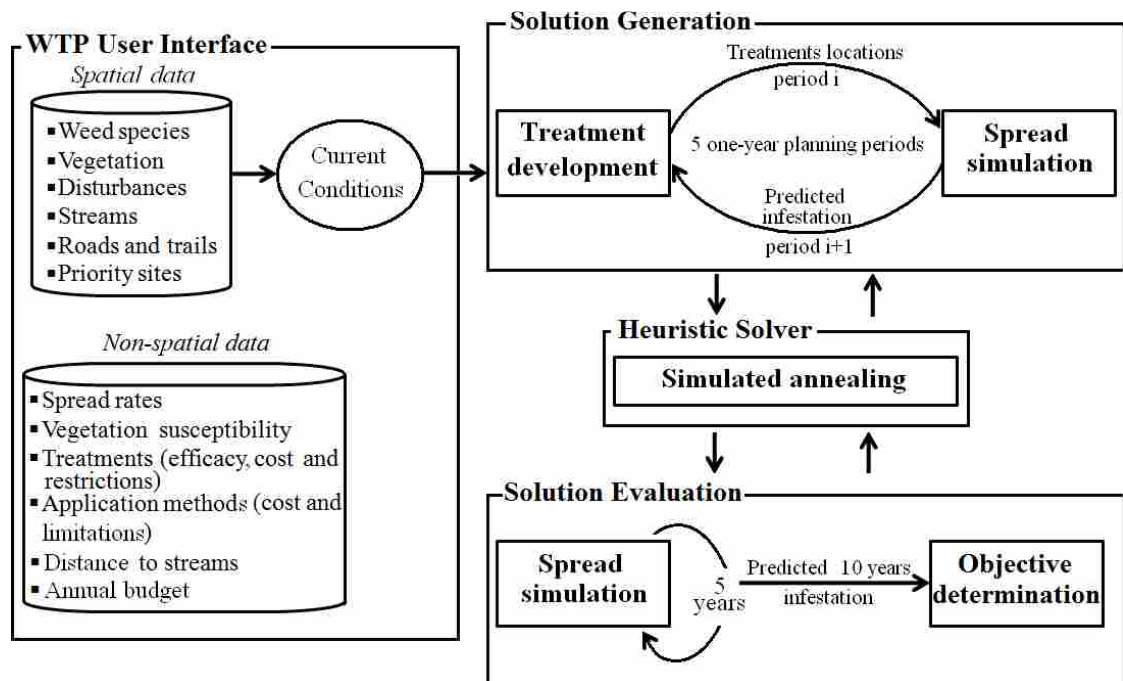 WTP User Interface
Spatial data
▪Weed species
▪Vegetation
▪Disturbances
▪Streams
▪Roads and trails
▪Priority sites
Current
Conditions
Non-spatial data
▪Spread rates
▪Vegetation susceptibility
▪Treatments (efficacy, cost and
restrictions)
▪Application methods (cost and
limitations)
▪Distance to streams
▪Annual budget
Solution Generation
Treatments locations
period i
Treatment
development
5 one-year planning periods
Spread
simulation
Predicted
infestation
period i+1
Heuristic Solver
Simulated annealing
Solution Evaluation
Spread
simulation
5
years
Predicted 10 years
infestation
Objective
determination